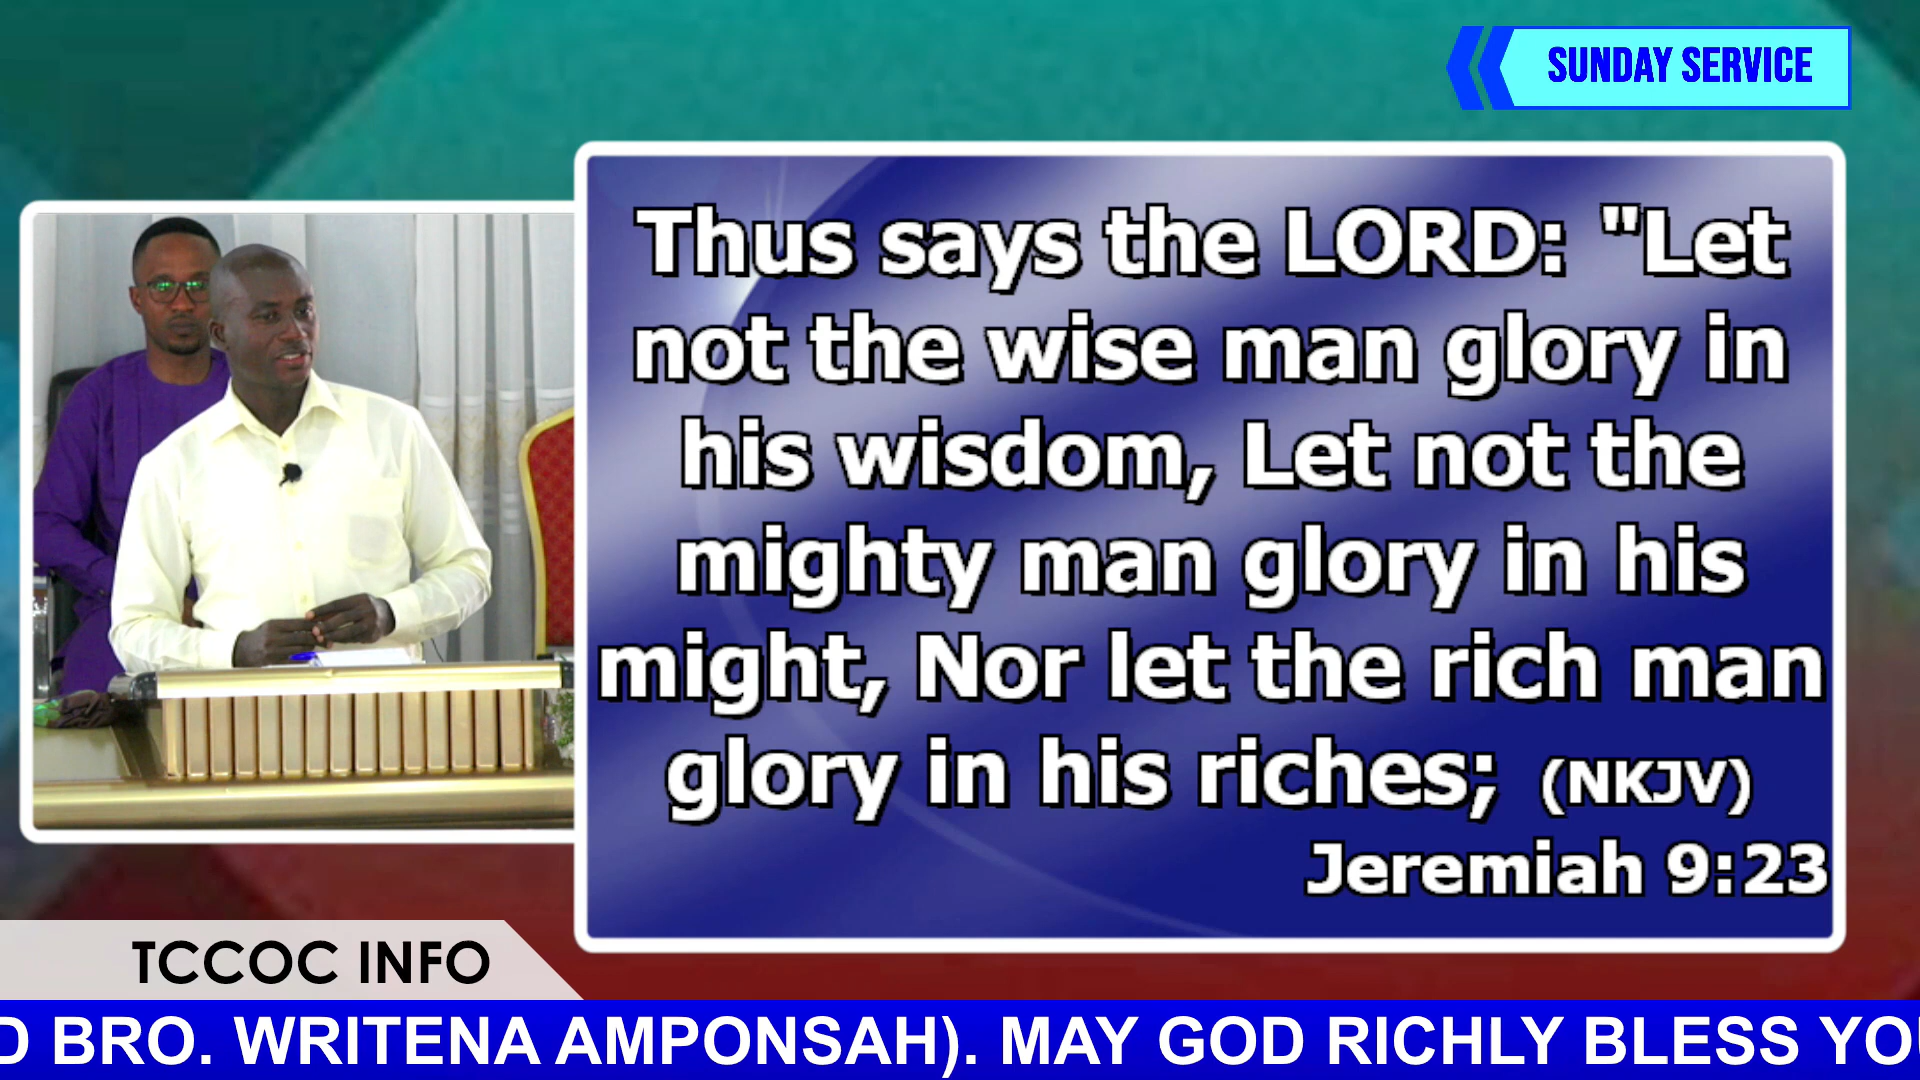 SUNDAY SERVICE
Thus says the LORD: "Let
not the wise man glory in
his wisdom, Let not the
mighty man glory in his
might, Nor let the rich man
glory in his riches; (NKJV)
Jeremiah 9:23
TCCOC INFO
BRO. WRITENA AMPONSAH). MAY GOD RICHLY BLESS